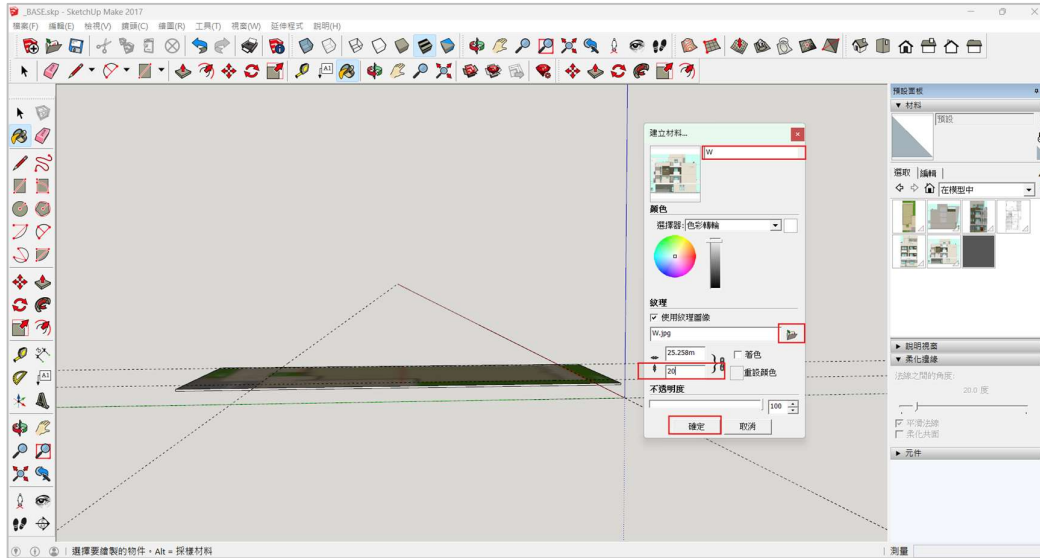 _BASE.skp - SketchUp Make 2017
檔案(F) 編輯(E) 檢視(V) 鏡頭(C) 繪圖(R) 工具(T) 視窗(W) 延伸程式 說明(H)
預設面板
▼ 材料
預設
選取 編輯
在模型中
建立材料...
W
顏色
選擇器: 色彩轉輪
紋理
使用紋理圖像
W.jpg
25.258m
着色
20
重設顏色
不透明度
100
確定 取消
▶ 說明視窗
▼ 柔化邊緣
法線之間的角度:
20.0 度
平滑法線
柔化共面
▶ 元件
選擇要繪製的物件。Alt = 採樣材料
測量